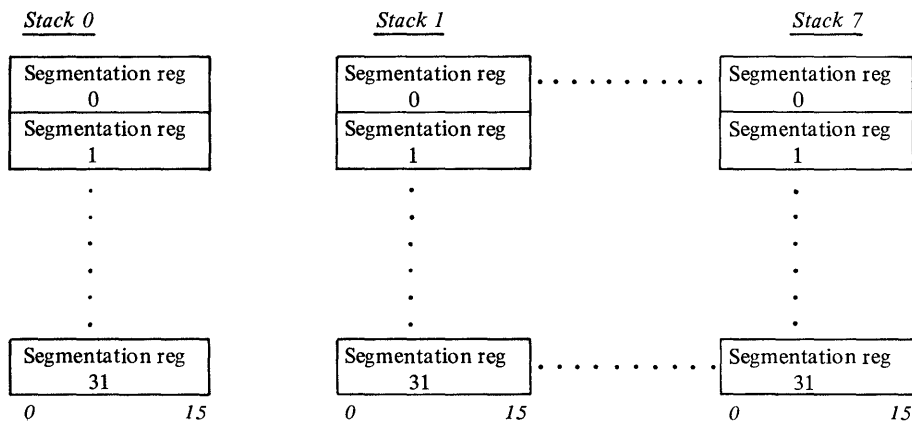 Stack 0 Stack 1 Stack 7
Segmentation reg Segmentation reg Segmentation reg
0 0 0
Segmentation reg Segmentation reg Segmentation reg
1 1 1
Segmentation reg Segmentation reg Segmentation reg
31 31 31
0 15 0 15 0 15